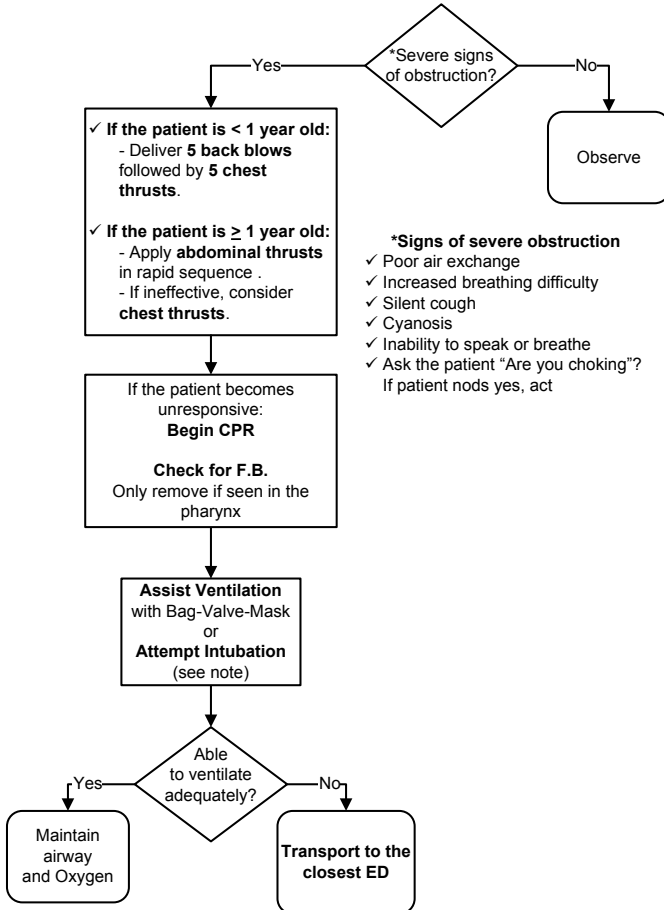 *Severe signs
of obstruction?
Yes
No
Observe
✓ If the patient is < 1 year old:
- Deliver 5 back blows
followed by 5 chest
thrusts.
✓ If the patient is ≥ 1 year old:
- Apply abdominal thrusts
in rapid sequence .
- If ineffective, consider
chest thrusts.
*Signs of severe obstruction
✓ Poor air exchange
✓ Increased breathing difficulty
✓ Silent cough
✓ Cyanosis
✓ Inability to speak or breathe
✓ Ask the patient “Are you choking”?
If patient nods yes, act
If the patient becomes
unresponsive:
Begin CPR
Check for F.B.
Only remove if seen in the
pharynx
Assist Ventilation
with Bag-Valve-Mask
or
Attempt Intubation
(see note)
Able
to ventilate
adequately?
Yes
No
Maintain
airway
and Oxygen
Transport to the
closest ED